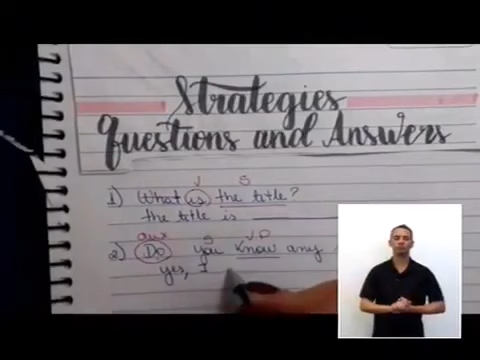 Strategies
Questions and Answers
V S
1) What is the title?
the title is
aux S V.P
2) Do you know any
yes, I